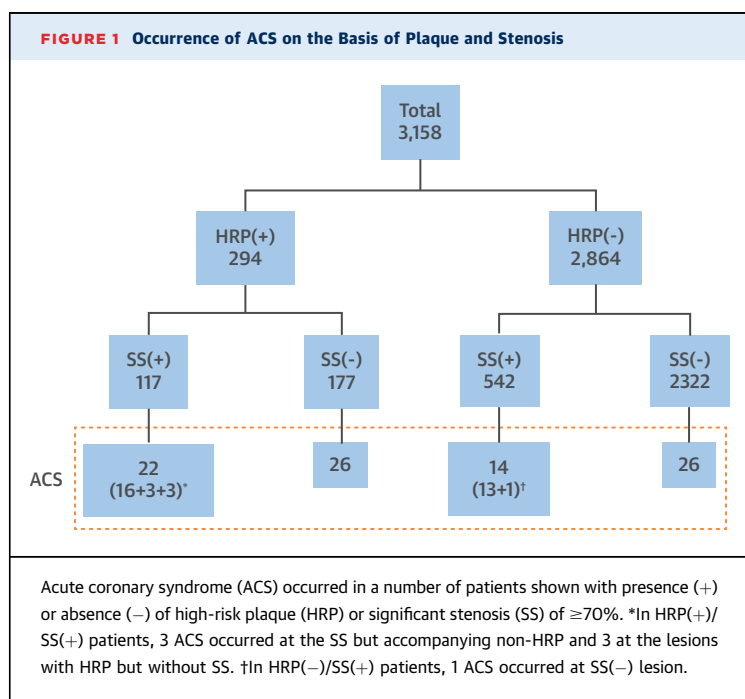 FIGURE 1 Occurrence of ACS on the Basis of Plaque and Stenosis
Total
3,158
HRP(+)
294
HRP(-)
2,864
SS(+)
117
SS(-)
177
SS(+)
542
SS(-)
2322
ACS
22
(16+3+3)*
26
14
(13+1)†
26
Acute coronary syndrome (ACS) occurred in a number of patients shown with presence (+)
or absence (−) of high-risk plaque (HRP) or significant stenosis (SS) of ≥70%. *In HRP(+)/
SS(+) patients, 3 ACS occurred at the SS but accompanying non-HRP and 3 at the lesions
with HRP but without SS. †In HRP(−)/SS(+) patients, 1 ACS occurred at SS(−) lesion.